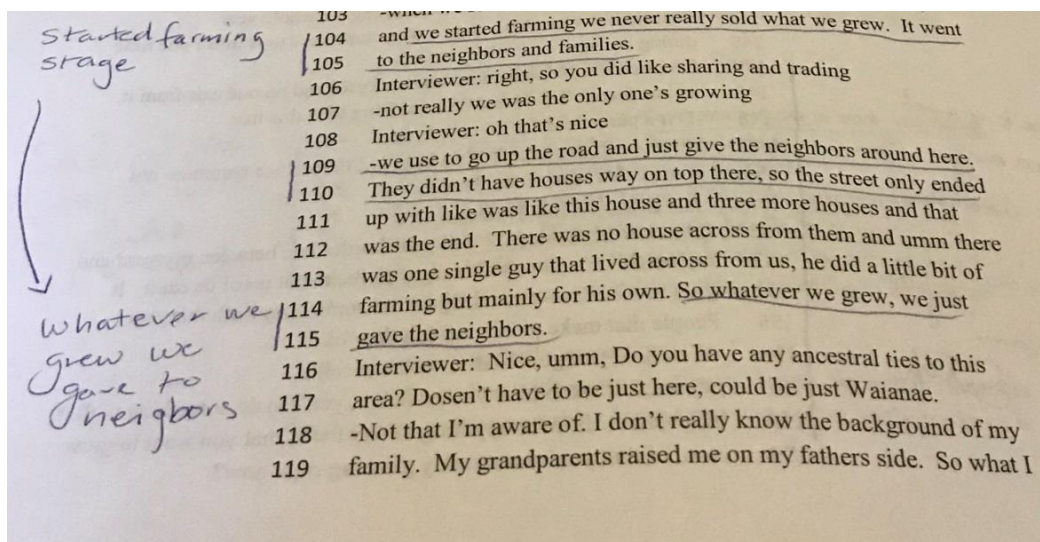 103
Started farming
stage
104 and we started farming we never really sold what we grew. It went
105 to the neighbors and families.
106 Interviewer: right, so you did like sharing and trading
107 -not really we was the only one's growing
108 Interviewer: oh that's nice
109 -we use to go up the road and just give the neighbors around here.
110 They didn't have houses way on top there, so the street only ended
111 up with like was like this house and three more houses and that
112 was the end. There was no house across from them and umm there
113 was one single guy that lived across from us, he did a little bit of
114 farming but mainly for his own. So whatever we grew, we just
115 gave the neighbors.
whatever we
grew we
gave to
neigbors
116 Interviewer: Nice, umm, Do you have any ancestral ties to this
117 area? Dosen't have to be just here, could be just Waianae.
118 -Not that I'm aware of. I don't really know the background of my
119 family. My grandparents raised me on my fathers side. So what I